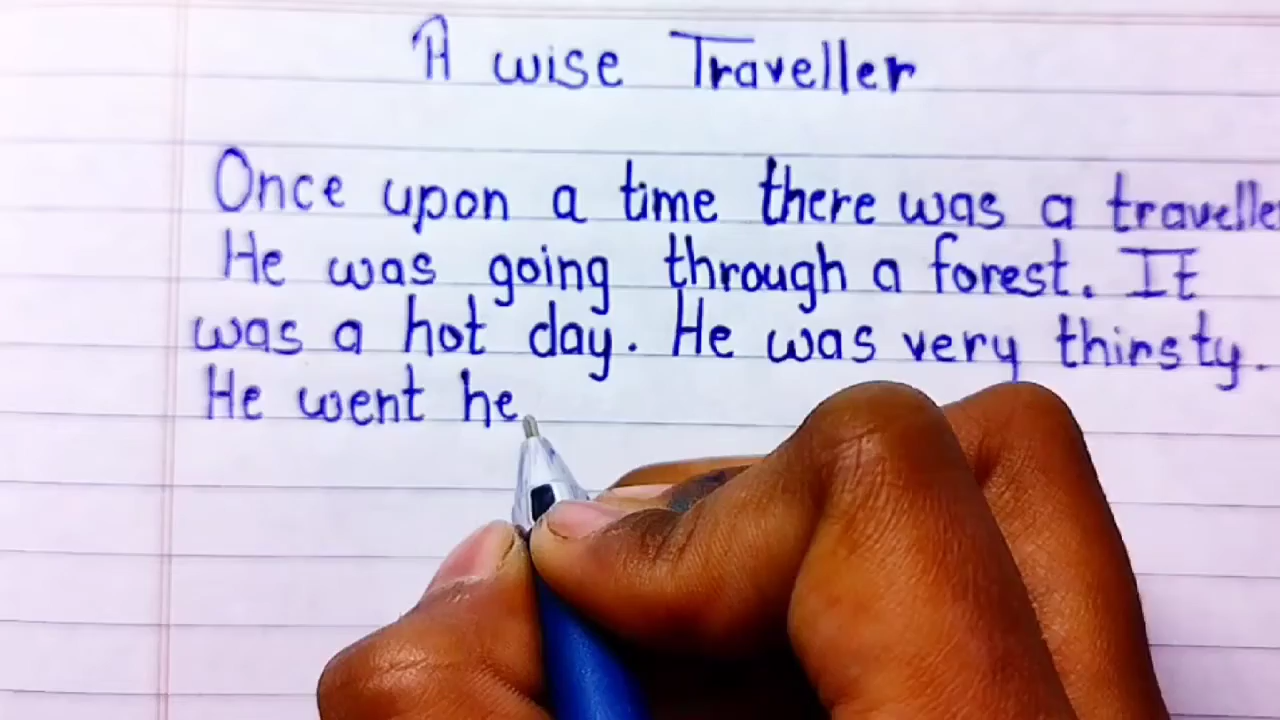 A wise Traveller
Once upon a time there was a travelle
He was going through a forest. It
was a hot day. He was very thirsty.
He went he